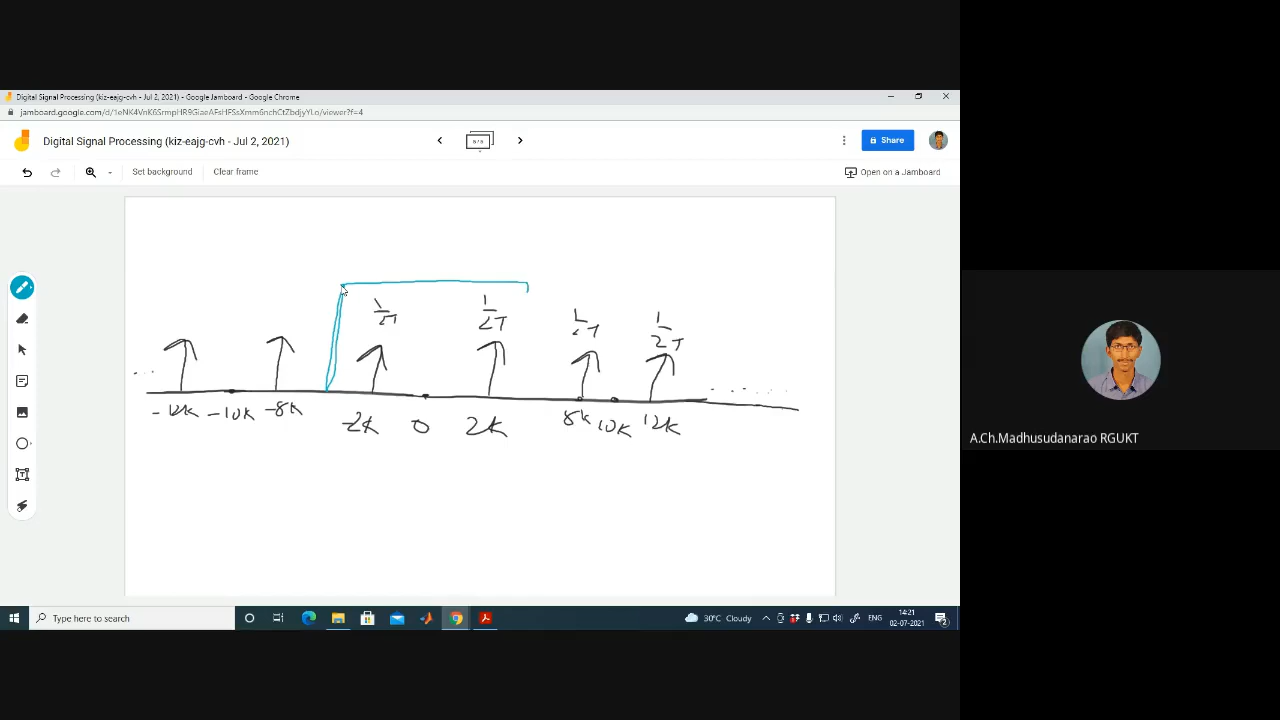 Digital Signal Processing (kiz-eajg-cvh - Jul 2, 2021) - Google Jamboard - Google Chrome
Digital Signal Processing (kiz-eajg-cvh - Jul 2, 2021)
Share
Set background
Clear frame
Open on a Jamboard
1/2T 1/2T 1/2T 1/2T
... ......
-12K -10K -8K -2K 0 2K 8K 10K 12K
A.Ch.Madhusudanarao RGUKT
Type here to search
30°C Cloudy
ENG
14:21
02-07-2021
2